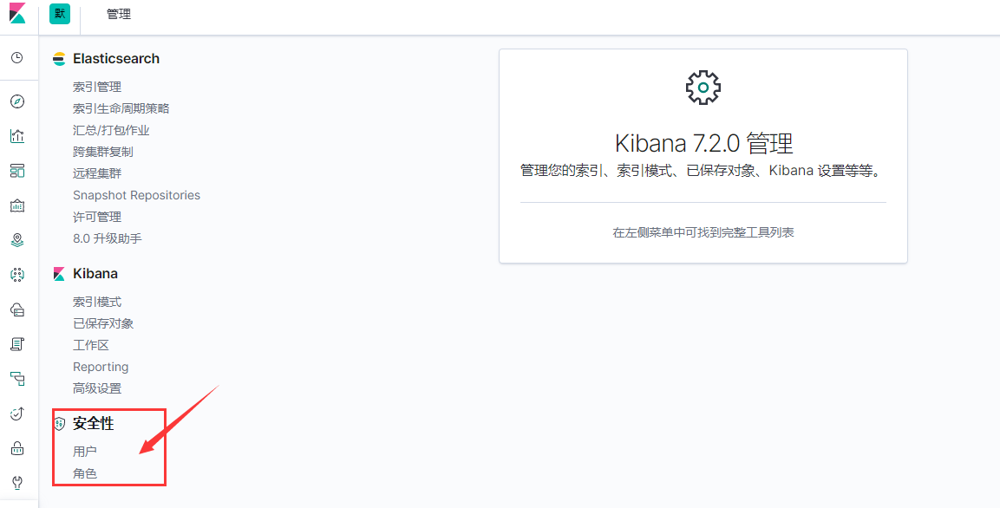 默 管理
Elasticsearch
索引管理
索引生命周期策略
汇总/打包作业
跨集群复制
远程集群
Snapshot Repositories
许可管理
8.0 升级助手
Kibana
索引模式
已保存对象
工作区
Reporting
高级设置
安全性
用户
角色
Kibana 7.2.0 管理
管理您的索引、索引模式、已保存对象、Kibana 设置等等。
在左侧菜单中可找到完整工具列表